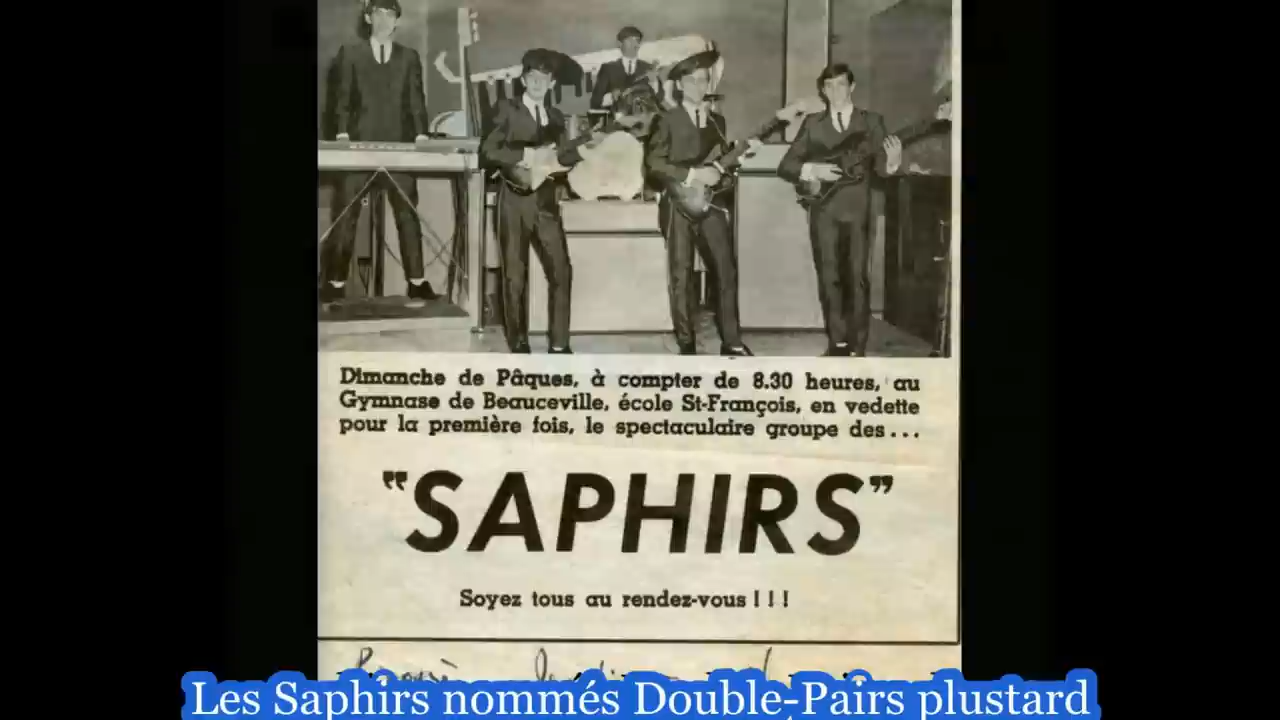 Dimanche de Pâques, à compter de 8.30 heures, au
Gymnase de Beauceville, école St-François, en vedette
pour la première fois, le spectaculaire groupe des...
"SAPHIRS"
Soyez tous au rendez-vous ! ! !
Les Saphirs nommés Double-Pairs plustard